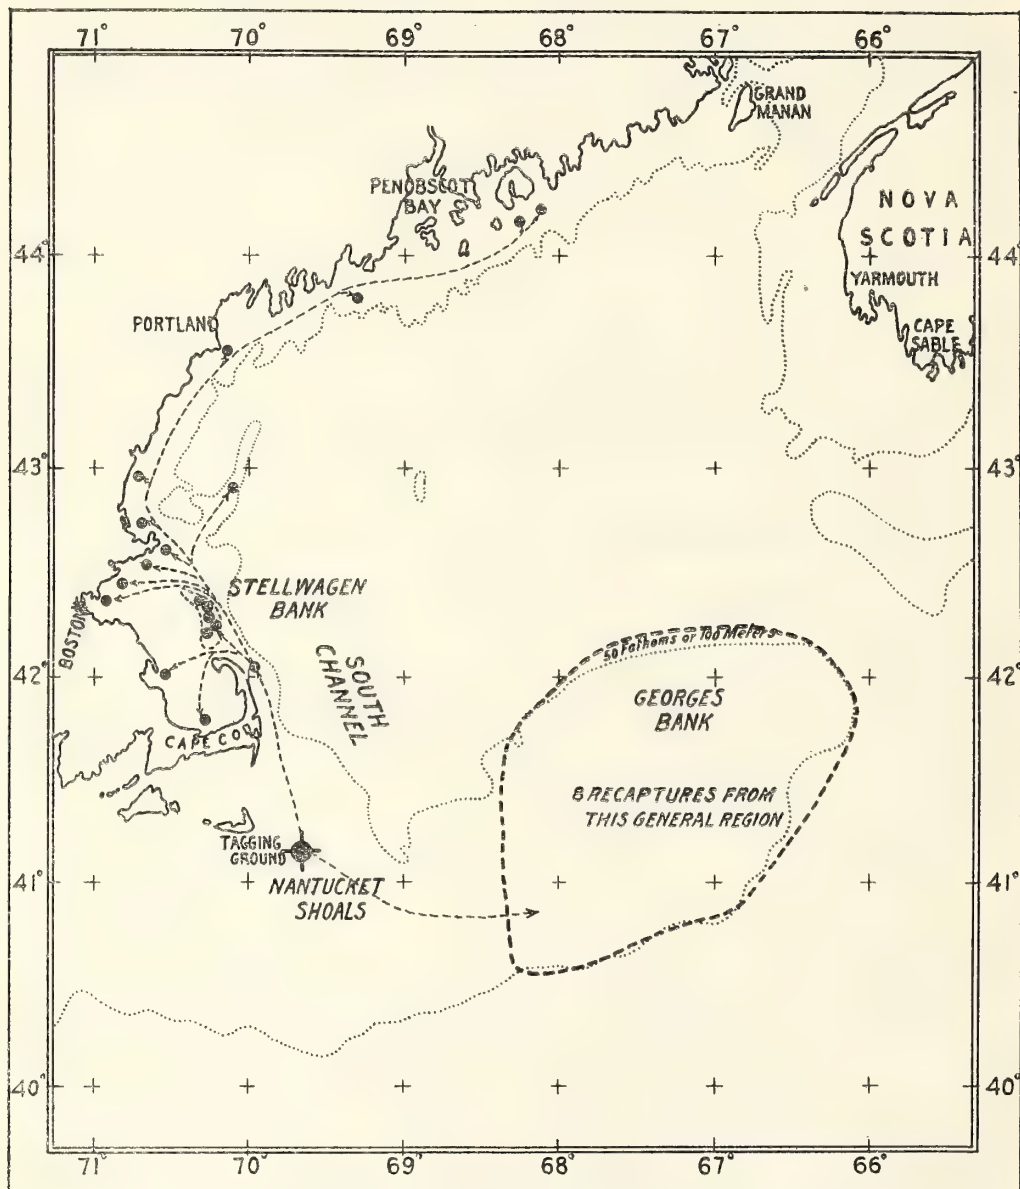 71° 70° 69° 68° 67° 66°
GRAND
MANAN
PENOBSCOT
BAY
NOVA
SCOTIA
44° 44°
YARMOUTH
PORTLAND
CAPE
SABLE
43° 43°
STELLWAGEN
BANK
BOSTON
50 Fathoms or 100 Meters
42° 42°
SOUTH
CHANNEL
GEORGES
BANK
CAPE COD
8 RECAPTURES FROM
THIS GENERAL REGION
TAGGING
GROUND
41° 41°
NANTUCKET
SHOALS
40° 40°
71° 70° 69° 68° 67° 66°